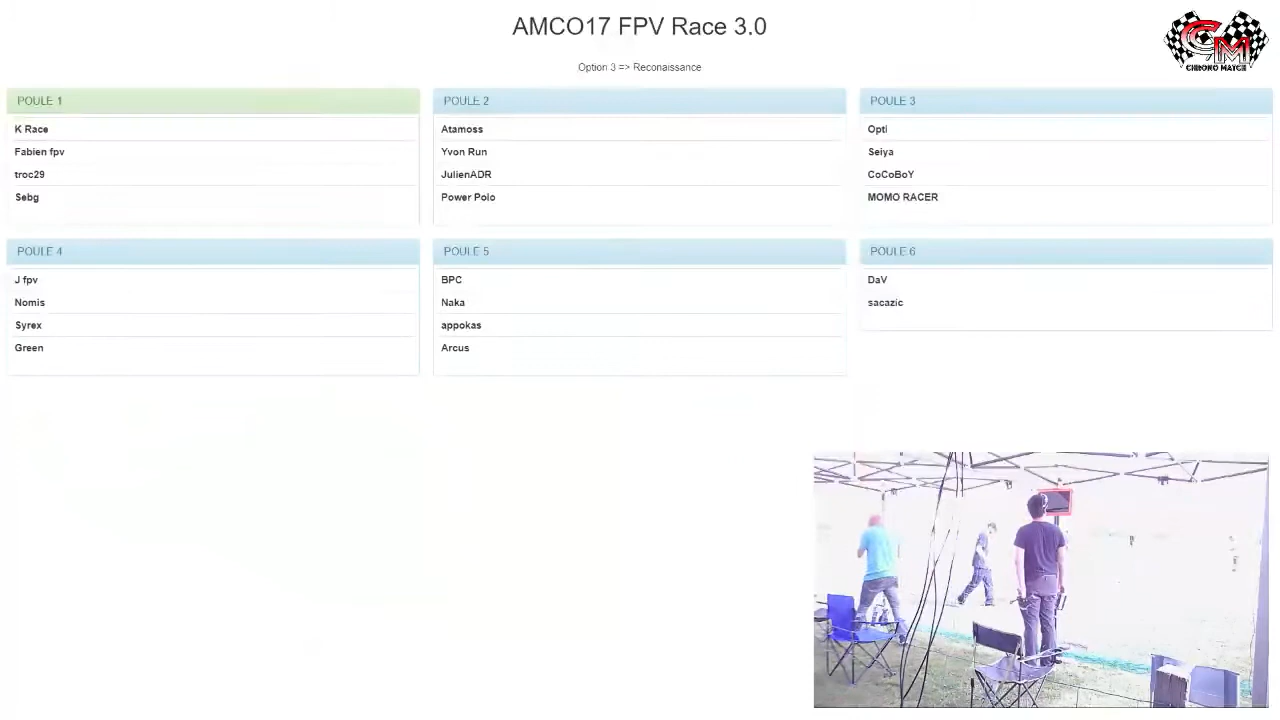 AMCO17 FPV Race 3.0
CM
CHRONO MATCH
Option 3 => Reconaissance
POULE 1
K Race
Fabien fpv
troc29
Sebg
POULE 2
Atamoss
Yvon Run
JulienADR
Power Polo
POULE 3
Opti
Seiya
CoCoBoY
MOMO RACER
POULE 4
J fpv
Nomis
Syrex
Green
POULE 5
BPC
Naka
appokas
Arcus
POULE 6
DaV
sacazic